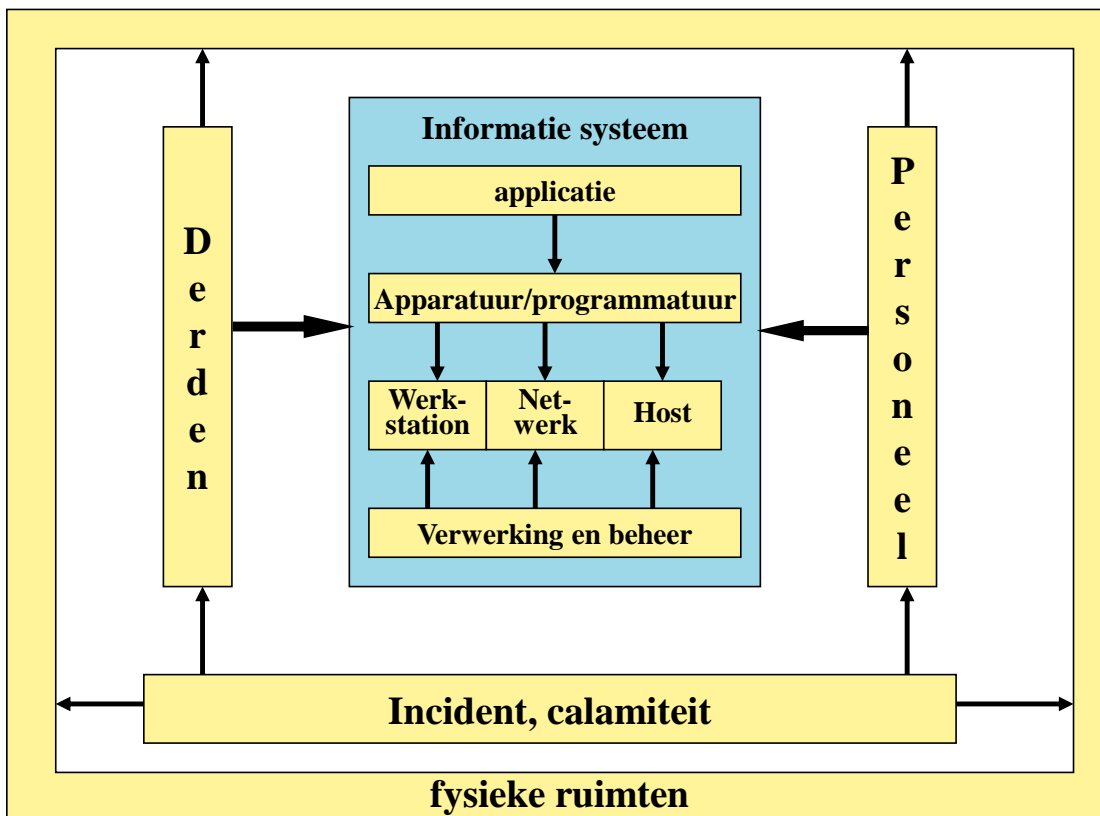 Informatie systeem
applicatie
Apparatuur/programmatuur
Werk-
station
Net-
werk
Host
Verwerking en beheer
D
e
r
d
e
n
P
e
r
s
o
n
e
e
l
Incident, calamiteit
fysieke ruimten